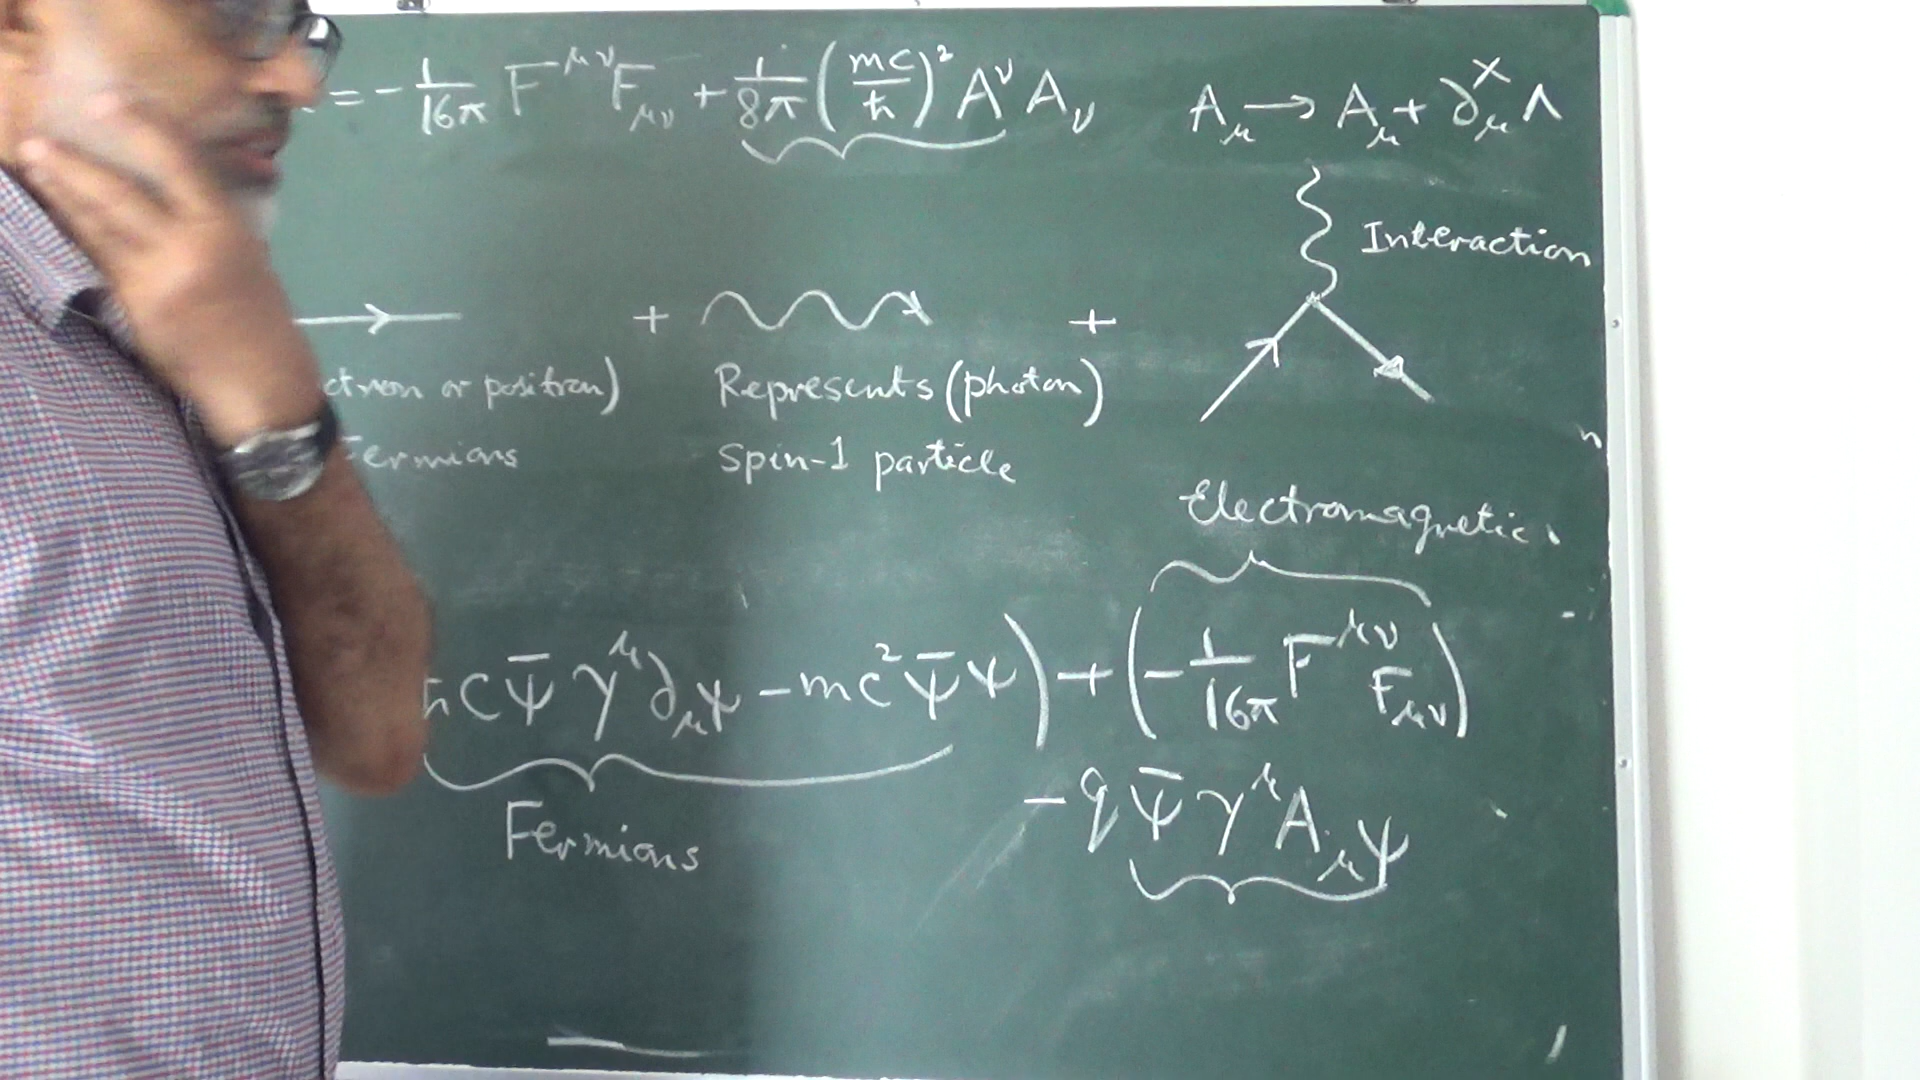 = - 1/16π F^μν F_μν + 1/8π (mc/ħ)² A^ν A_ν
A_μ → A_μ + ∂_μ Λ
x
Interaction
+ +
ctron or positron) Represents (photon)
Fermions Spin-1 particle
Electromagnetic
ħc ψ̄ γ^μ ∂_μ ψ - mc² ψ̄ ψ) + (- 1/16π F^μν F_μν)
- q ψ̄ γ^μ A_μ ψ
Fermions